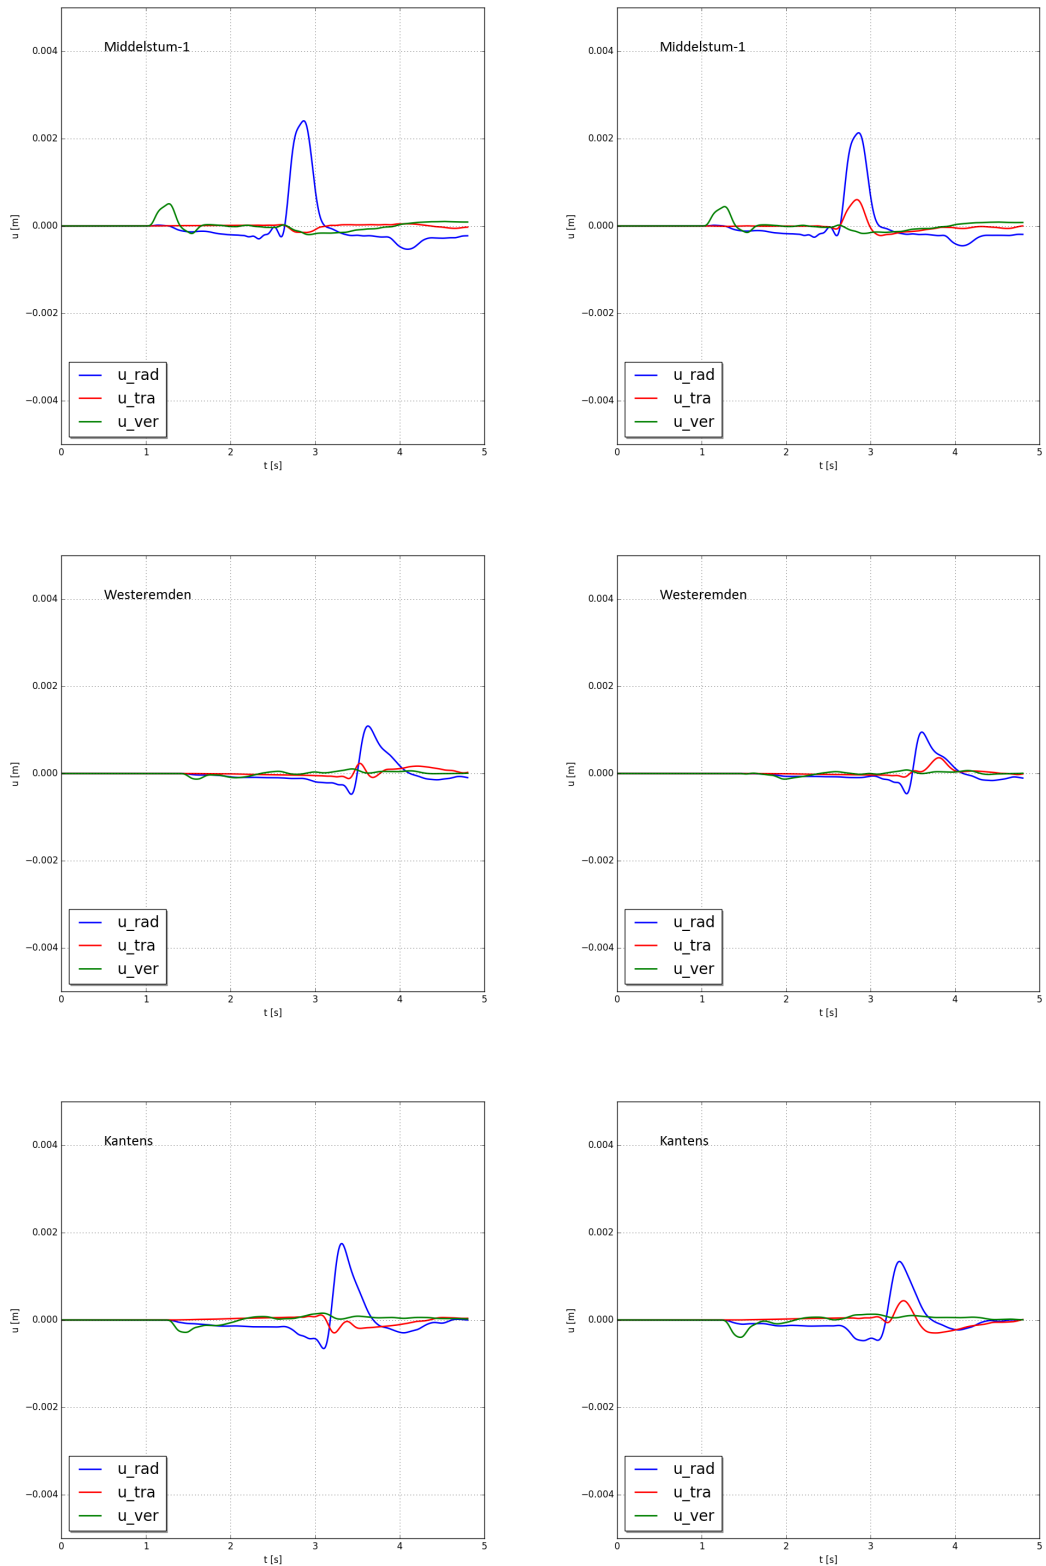 0.004
Middelstum-1
0.002
u [m]
0.000
−0.002
−0.004
u_rad
u_tra
u_ver
0 1 2 3 4 5
t [s]
0.004
Middelstum-1
0.002
u [m]
0.000
−0.002
−0.004
u_rad
u_tra
u_ver
0 1 2 3 4 5
t [s]
0.004
Westeremden
0.002
u [m]
0.000
−0.002
−0.004
u_rad
u_tra
u_ver
0 1 2 3 4 5
t [s]
0.004
Westeremden
0.002
u [m]
0.000
−0.002
−0.004
u_rad
u_tra
u_ver
0 1 2 3 4 5
t [s]
0.004
Kantens
0.002
u [m]
0.000
−0.002
−0.004
u_rad
u_tra
u_ver
0 1 2 3 4 5
t [s]
0.004
Kantens
0.002
u [m]
0.000
−0.002
−0.004
u_rad
u_tra
u_ver
0 1 2 3 4 5
t [s]